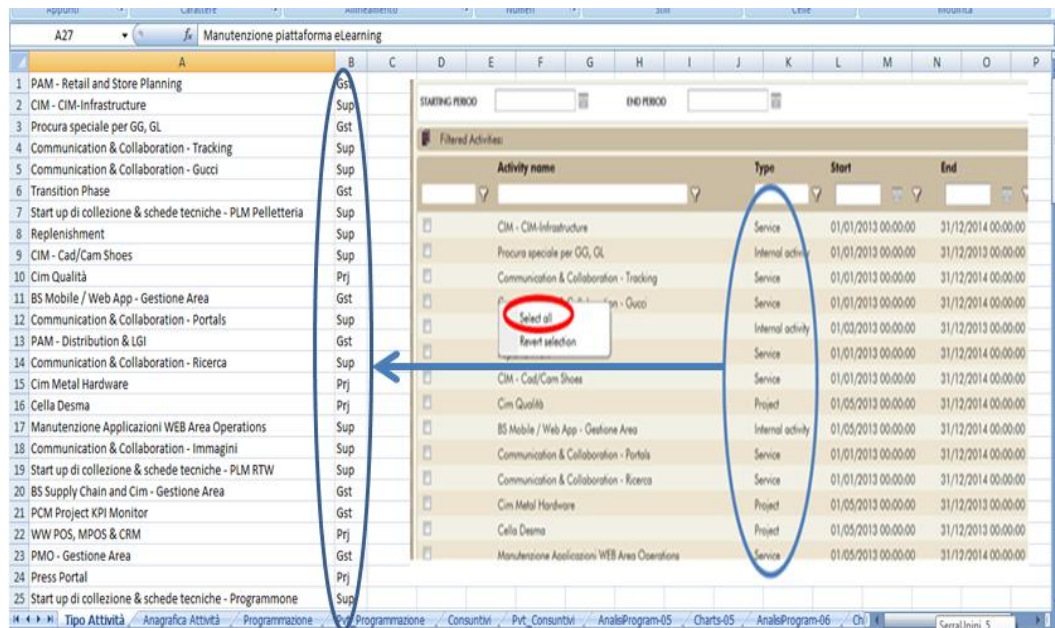 Appunti Carattere Allineamento Numeri Stili Celle Modifica
A27 fx Manutenzione piattaforma eLearning
A B C D E F G H I J K L M N O P
1 PAM - Retail and Store Planning Gst
2 CIM - CIM-Infrastructure Sup
3 Procura speciale per GG, GL Gst
4 Communication & Collaboration - Tracking Sup
5 Communication & Collaboration - Gucci Sup
6 Transition Phase Gst
7 Start up di collezione & schede tecniche - PLM Pelletteria Sup
8 Replenishment Sup
9 CIM - Cad/Cam Shoes Sup
10 Cim Qualità Prj
11 BS Mobile / Web App - Gestione Area Gst
12 Communication & Collaboration - Portals Sup
13 PAM - Distribution & LGI Gst
14 Communication & Collaboration - Ricerca Sup
15 Cim Metal Hardware Prj
16 Cella Desma Prj
17 Manutenzione Applicazioni WEB Area Operations Sup
18 Communication & Collaboration - Immagini Sup
19 Start up di collezione & schede tecniche - PLM RTW Sup
20 BS Supply Chain and Cim - Gestione Area Gst
21 PCM Project KPI Monitor Gst
22 WW POS, MPOS & CRM Prj
23 PMO - Gestione Area Gst
24 Press Portal Prj
25 Start up di collezione & schede tecniche - Programmone Sup
STARTING PERIOD END PERIOD
Filtered Activities:
Activity name Type Start End
CIM - CIM-Infrastructure Service 01/01/2013 00:00:00 31/12/2014 00:00:00
Procura speciale per GG, GL Internal activity 01/01/2013 00:00:00 31/12/2013 00:00:00
Communication & Collaboration - Tracking Service 01/01/2013 00:00:00 31/12/2014 00:00:00
- Gucci Service 01/01/2013 00:00:00 31/12/2014 00:00:00
Select all
Internal activity 01/03/2013 00:00:00 31/12/2013 00:00:00
Revert selection
Service 01/01/2013 00:00:00 31/12/2014 00:00:00
CIM - Cad/Cam Shoes Service 01/01/2013 00:00:00 31/12/2014 00:00:00
Cim Qualità Project 01/05/2013 00:00:00 31/12/2014 00:00:00
BS Mobile / Web App - Gestione Area Internal activity 01/05/2013 00:00:00 31/12/2014 00:00:00
Communication & Collaboration - Portals Service 01/01/2013 00:00:00 31/12/2014 00:00:00
Communication & Collaboration - Ricerca Service 01/01/2013 00:00:00 31/12/2014 00:00:00
Cim Metal Hardware Project 01/05/2013 00:00:00 31/12/2013 00:00:00
Cella Desma Project 01/05/2013 00:00:00 31/12/2013 00:00:00
Manutenzione Applicazioni WEB Area Operations Service 01/05/2013 00:00:00 31/12/2014 00:00:00
Tipo Attività Anagrafica Attività Programmazione Pvt_Programmazione Consuntivi Pvt_Consuntivi AnalisProgram-05 Charts-05 AnalisProgram-06 Ch